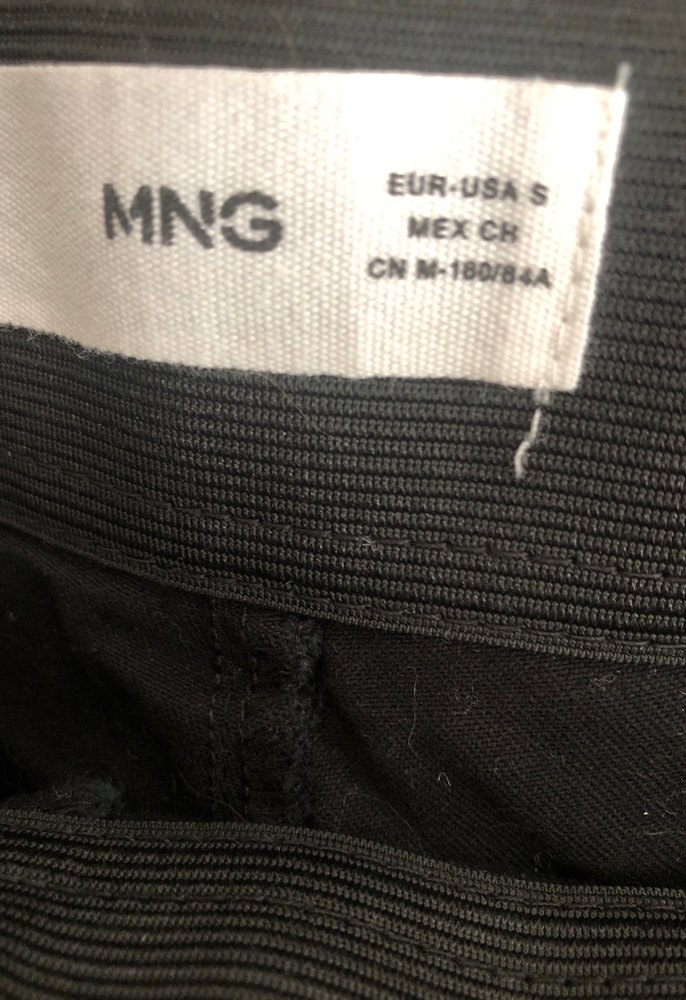 MNG
EUR-USA S
MEX CH
CN M-180/84A